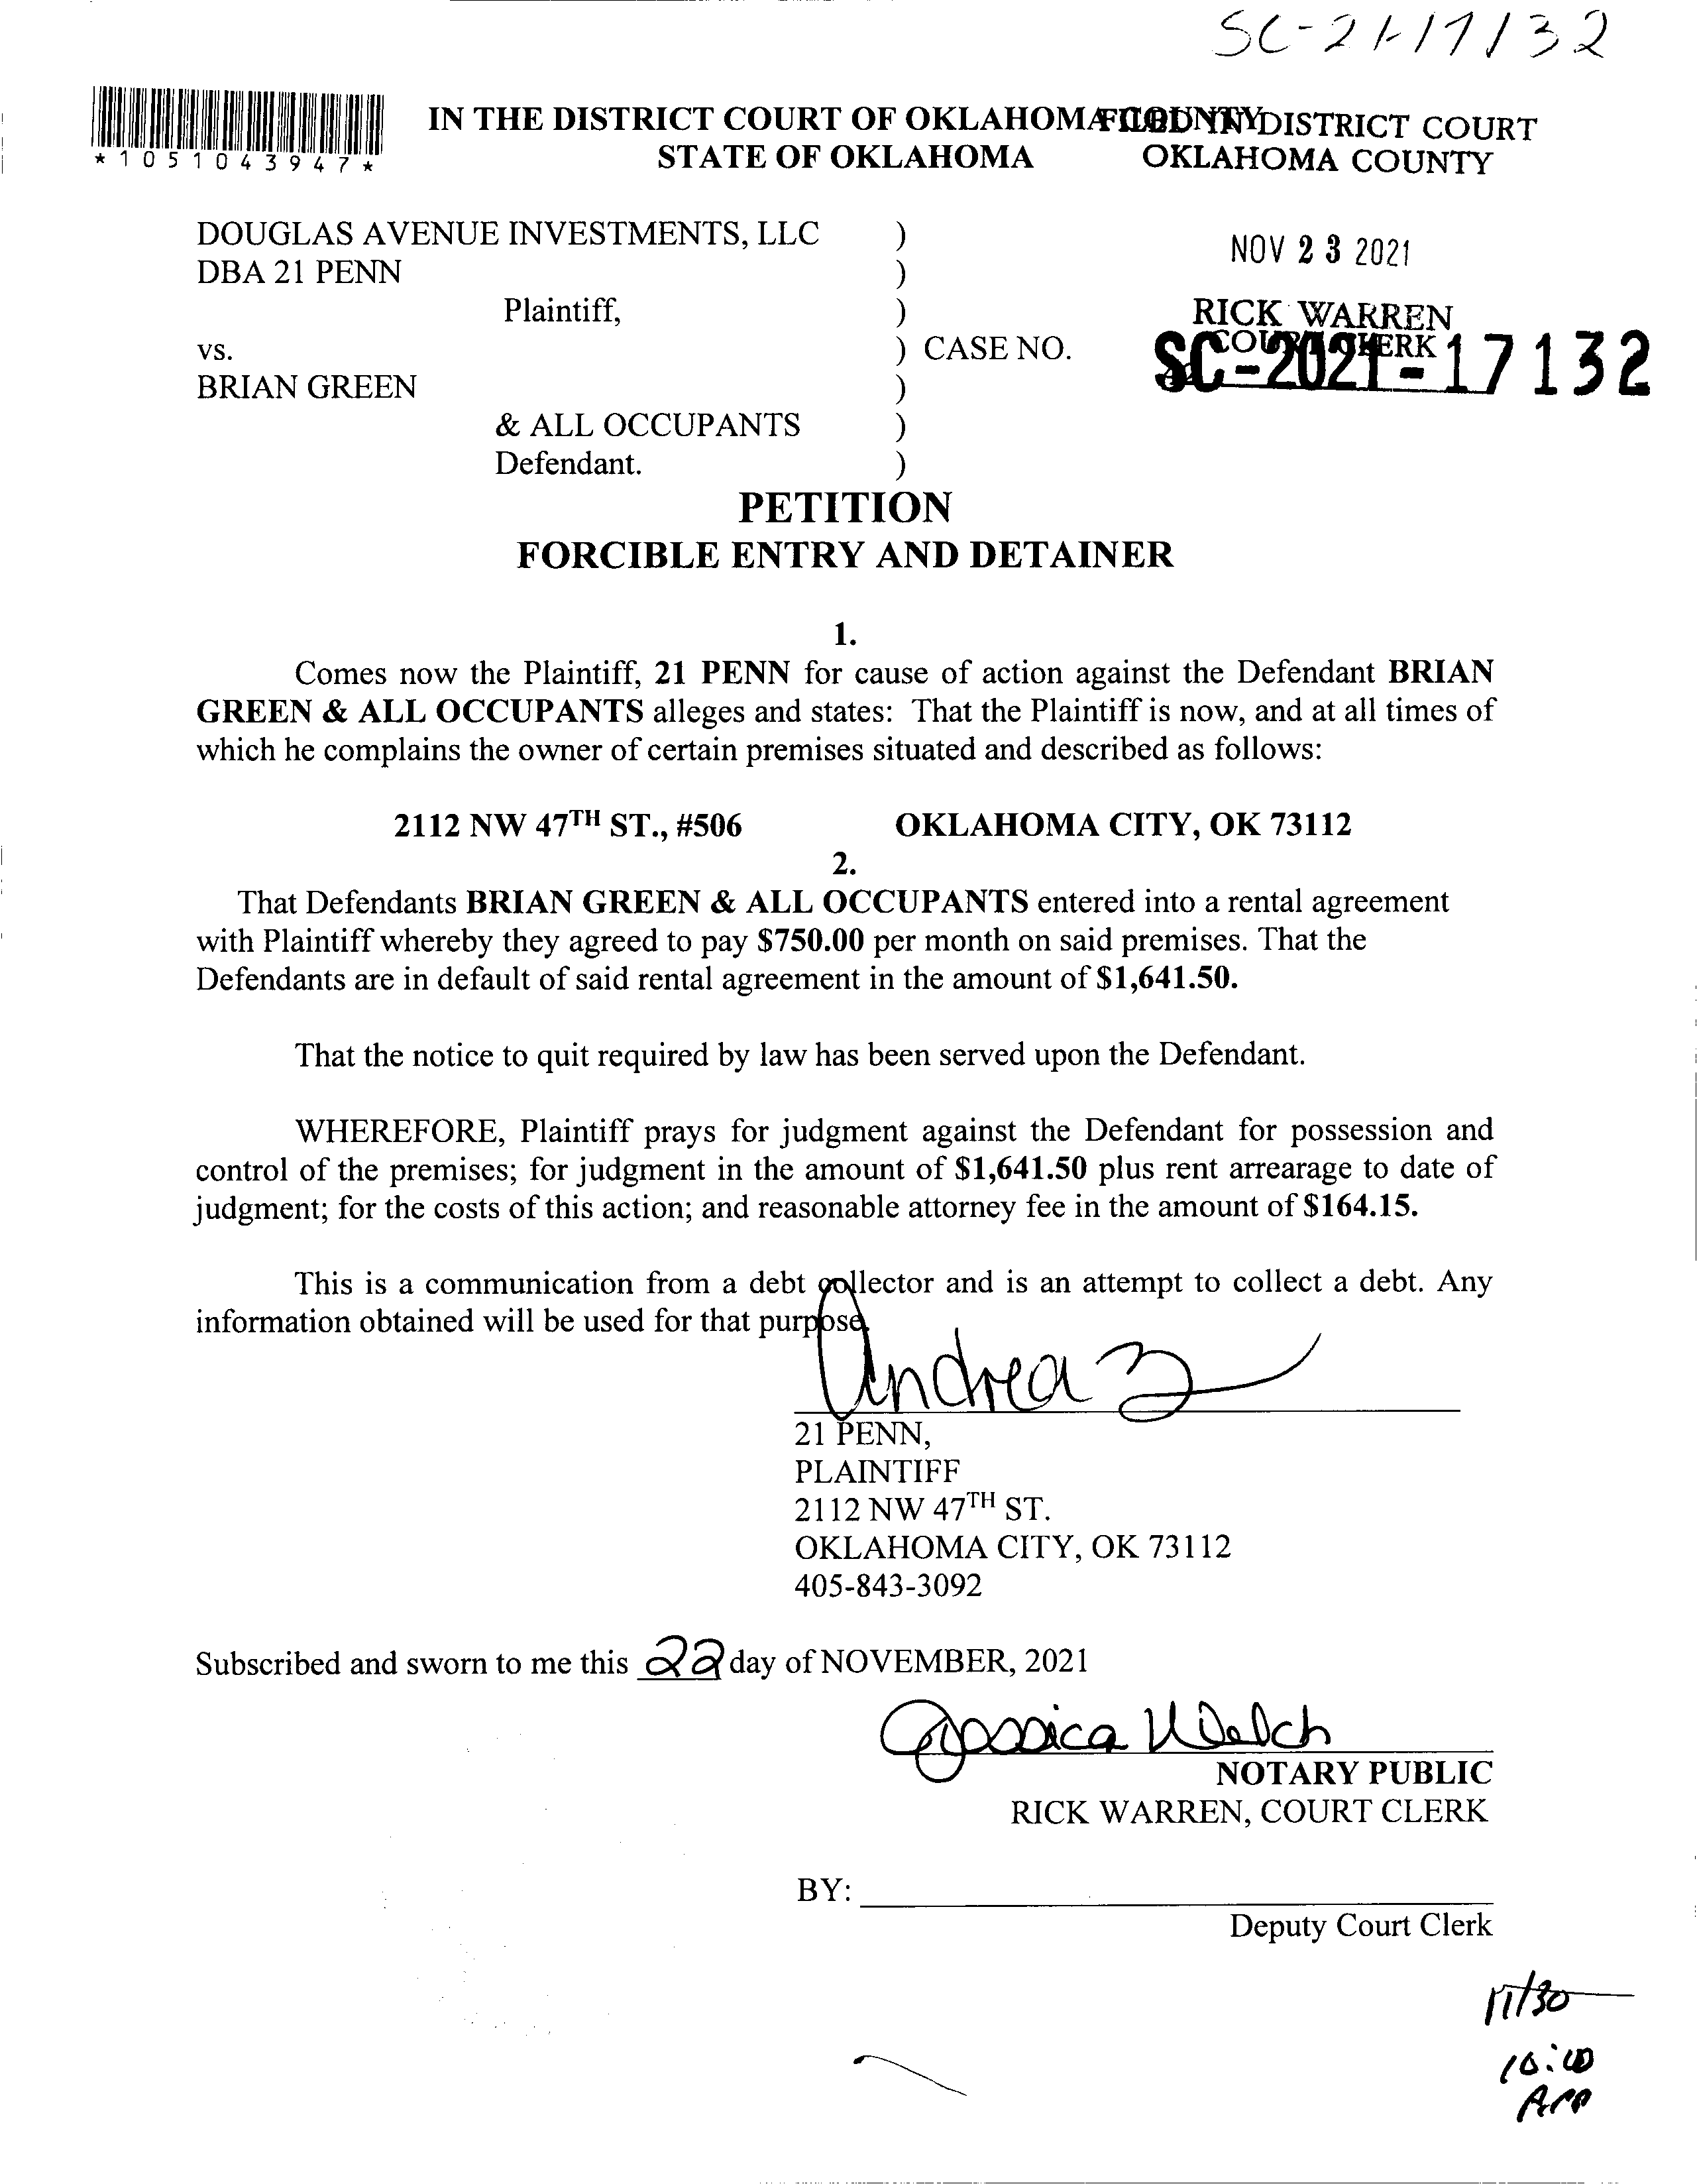 SC-21-17132
*1051043947*
IN THE DISTRICT COURT OF OKLAHOMA COUNTY
STATE OF OKLAHOMA
FILED IN DISTRICT COURT
OKLAHOMA COUNTY
DOUGLAS AVENUE INVESTMENTS, LLC )
DBA 21 PENN )
Plaintiff, )
vs. ) CASE NO.
BRIAN GREEN )
& ALL OCCUPANTS )
Defendant. )
NOV 23 2021
RICK WARREN
COURT CLERK
SC-2021-17132
PETITION
FORCIBLE ENTRY AND DETAINER
1.
Comes now the Plaintiff, 21 PENN for cause of action against the Defendant BRIAN
GREEN & ALL OCCUPANTS alleges and states: That the Plaintiff is now, and at all times of
which he complains the owner of certain premises situated and described as follows:
2112 NW 47TH ST., #506 OKLAHOMA CITY, OK 73112
2.
That Defendants BRIAN GREEN & ALL OCCUPANTS entered into a rental agreement
with Plaintiff whereby they agreed to pay $750.00 per month on said premises. That the
Defendants are in default of said rental agreement in the amount of $1,641.50.
That the notice to quit required by law has been served upon the Defendant.
WHEREFORE, Plaintiff prays for judgment against the Defendant for possession and
control of the premises; for judgment in the amount of $1,641.50 plus rent arrearage to date of
judgment; for the costs of this action; and reasonable attorney fee in the amount of $164.15.
This is a communication from a debt collector and is an attempt to collect a debt. Any
information obtained will be used for that purpose.
Andrea
21 PENN,
PLAINTIFF
2112 NW 47TH ST.
OKLAHOMA CITY, OK 73112
405-843-3092
Subscribed and sworn to me this 22 day of NOVEMBER, 2021
Jessica Welch
NOTARY PUBLIC
RICK WARREN, COURT CLERK
BY:
Deputy Court Clerk
11/30
10:00
Am